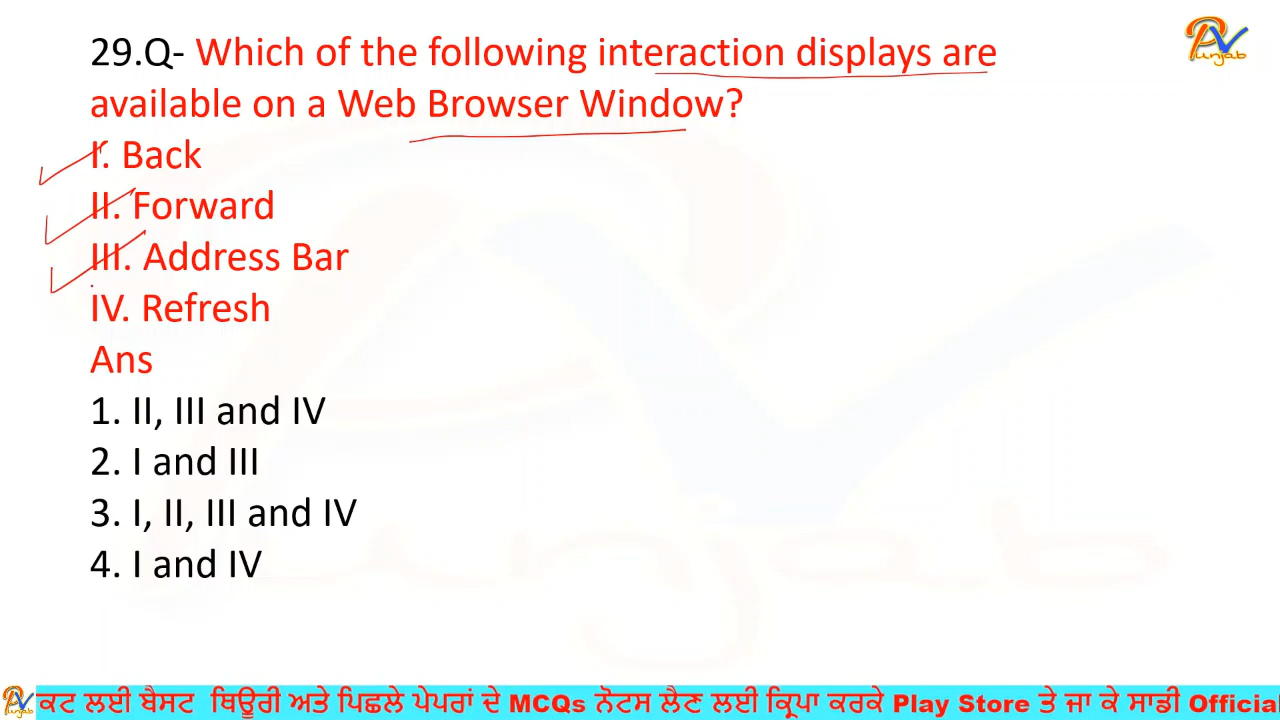 29.Q- Which of the following interaction displays are
available on a Web Browser Window?
I. Back
II. Forward
III. Address Bar
IV. Refresh
Ans
1. II, III and IV
2. I and III
3. I, II, III and IV
4. I and IV
Punjab
ਕਟ ਲਈ ਬੈਸਟ ਥਿਊਰੀ ਅਤੇ ਪਿਛਲੇ ਪੇਪਰਾਂ ਦੇ MCQs ਨੋਟਸ ਲੈਣ ਲਈ ਕ੍ਰਿਪਾ ਕਰਕੇ Play Store ਤੇ ਜਾ ਕੇ ਸਾਡੀ Official